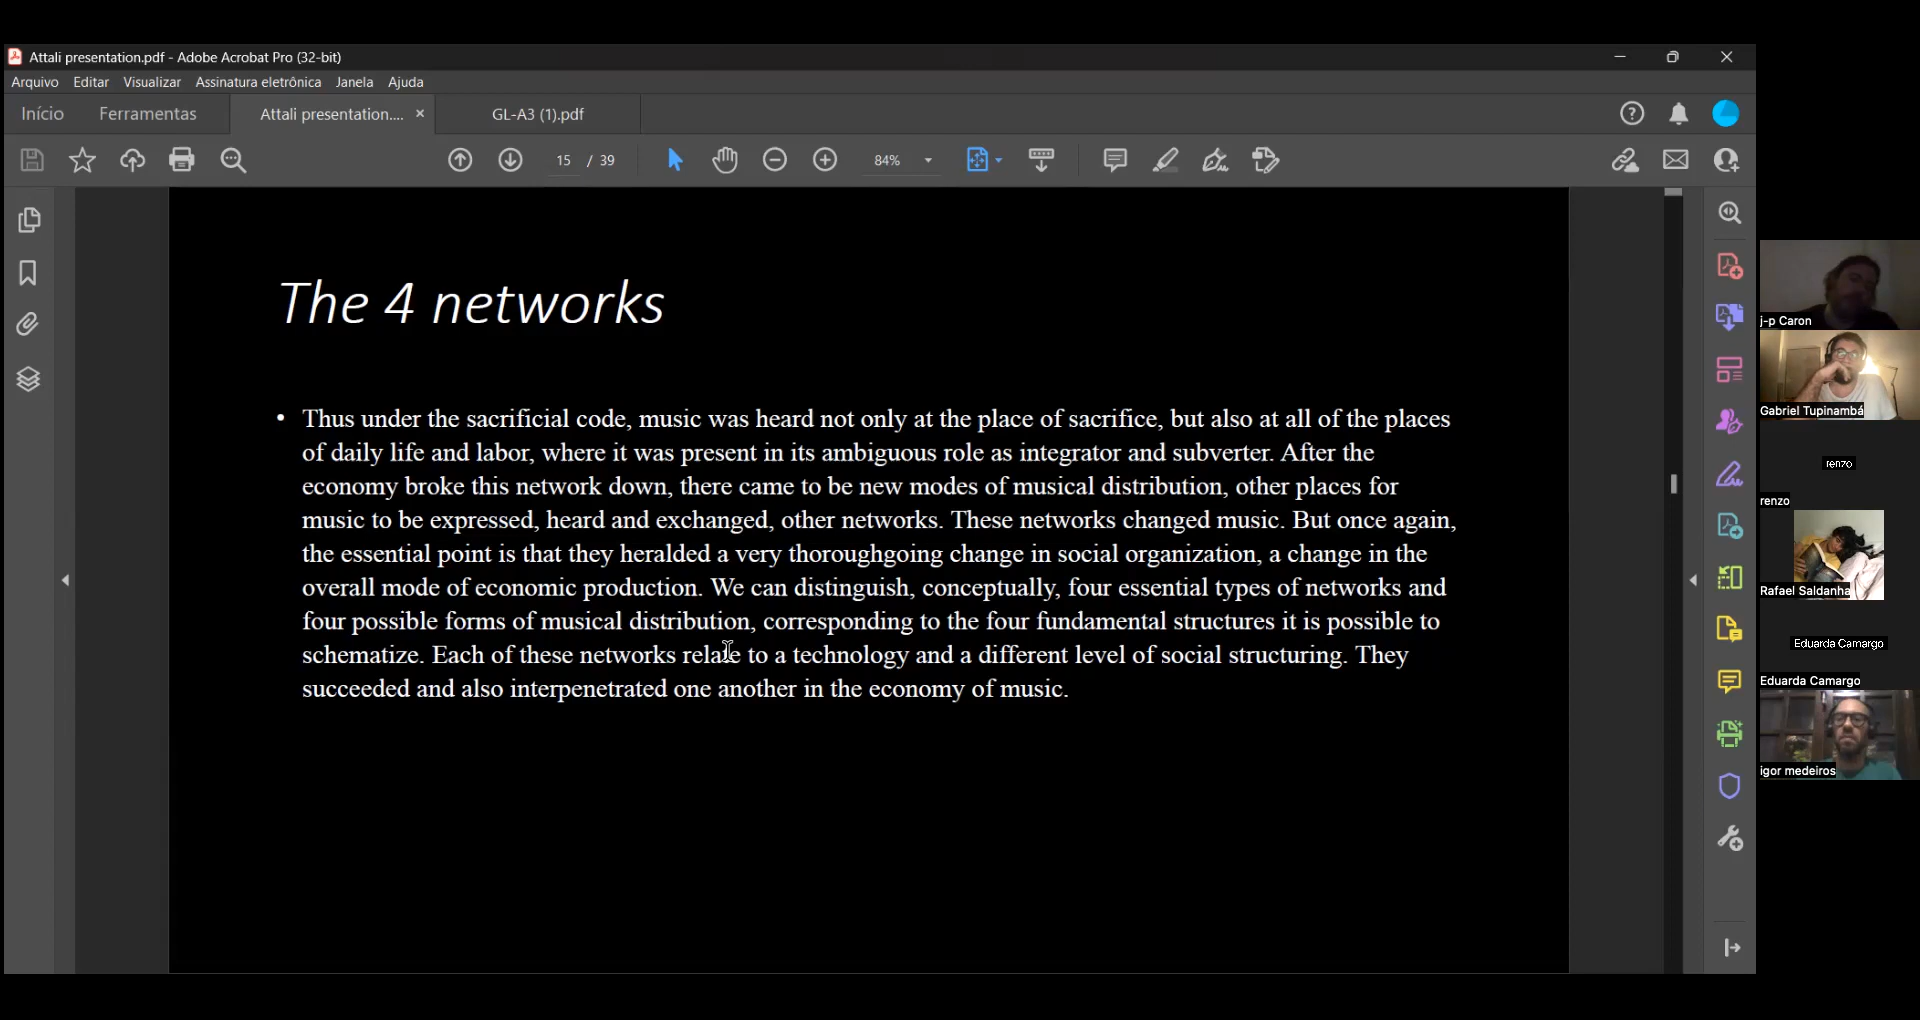 Attali presentation.pdf - Adobe Acrobat Pro (32-bit)
Arquivo Editar Visualizar Assinatura eletrônica Janela Ajuda
Início Ferramentas Attali presentation.... × GL-A3 (1).pdf
15 / 39 84%
The 4 networks
• Thus under the sacrificial code, music was heard not only at the place of sacrifice, but also at all of the places
of daily life and labor, where it was present in its ambiguous role as integrator and subverter. After the
economy broke this network down, there came to be new modes of musical distribution, other places for
music to be expressed, heard and exchanged, other networks. These networks changed music. But once again,
the essential point is that they heralded a very thoroughgoing change in social organization, a change in the
overall mode of economic production. We can distinguish, conceptually, four essential types of networks and
four possible forms of musical distribution, corresponding to the four fundamental structures it is possible to
schematize. Each of these networks relate to a technology and a different level of social structuring. They
succeeded and also interpenetrated one another in the economy of music.
j-p Caron
Gabriel Tupinambá
renzo
renzo
Rafael Saldanha
Eduarda Camargo
Eduarda Camargo
igor medeiros